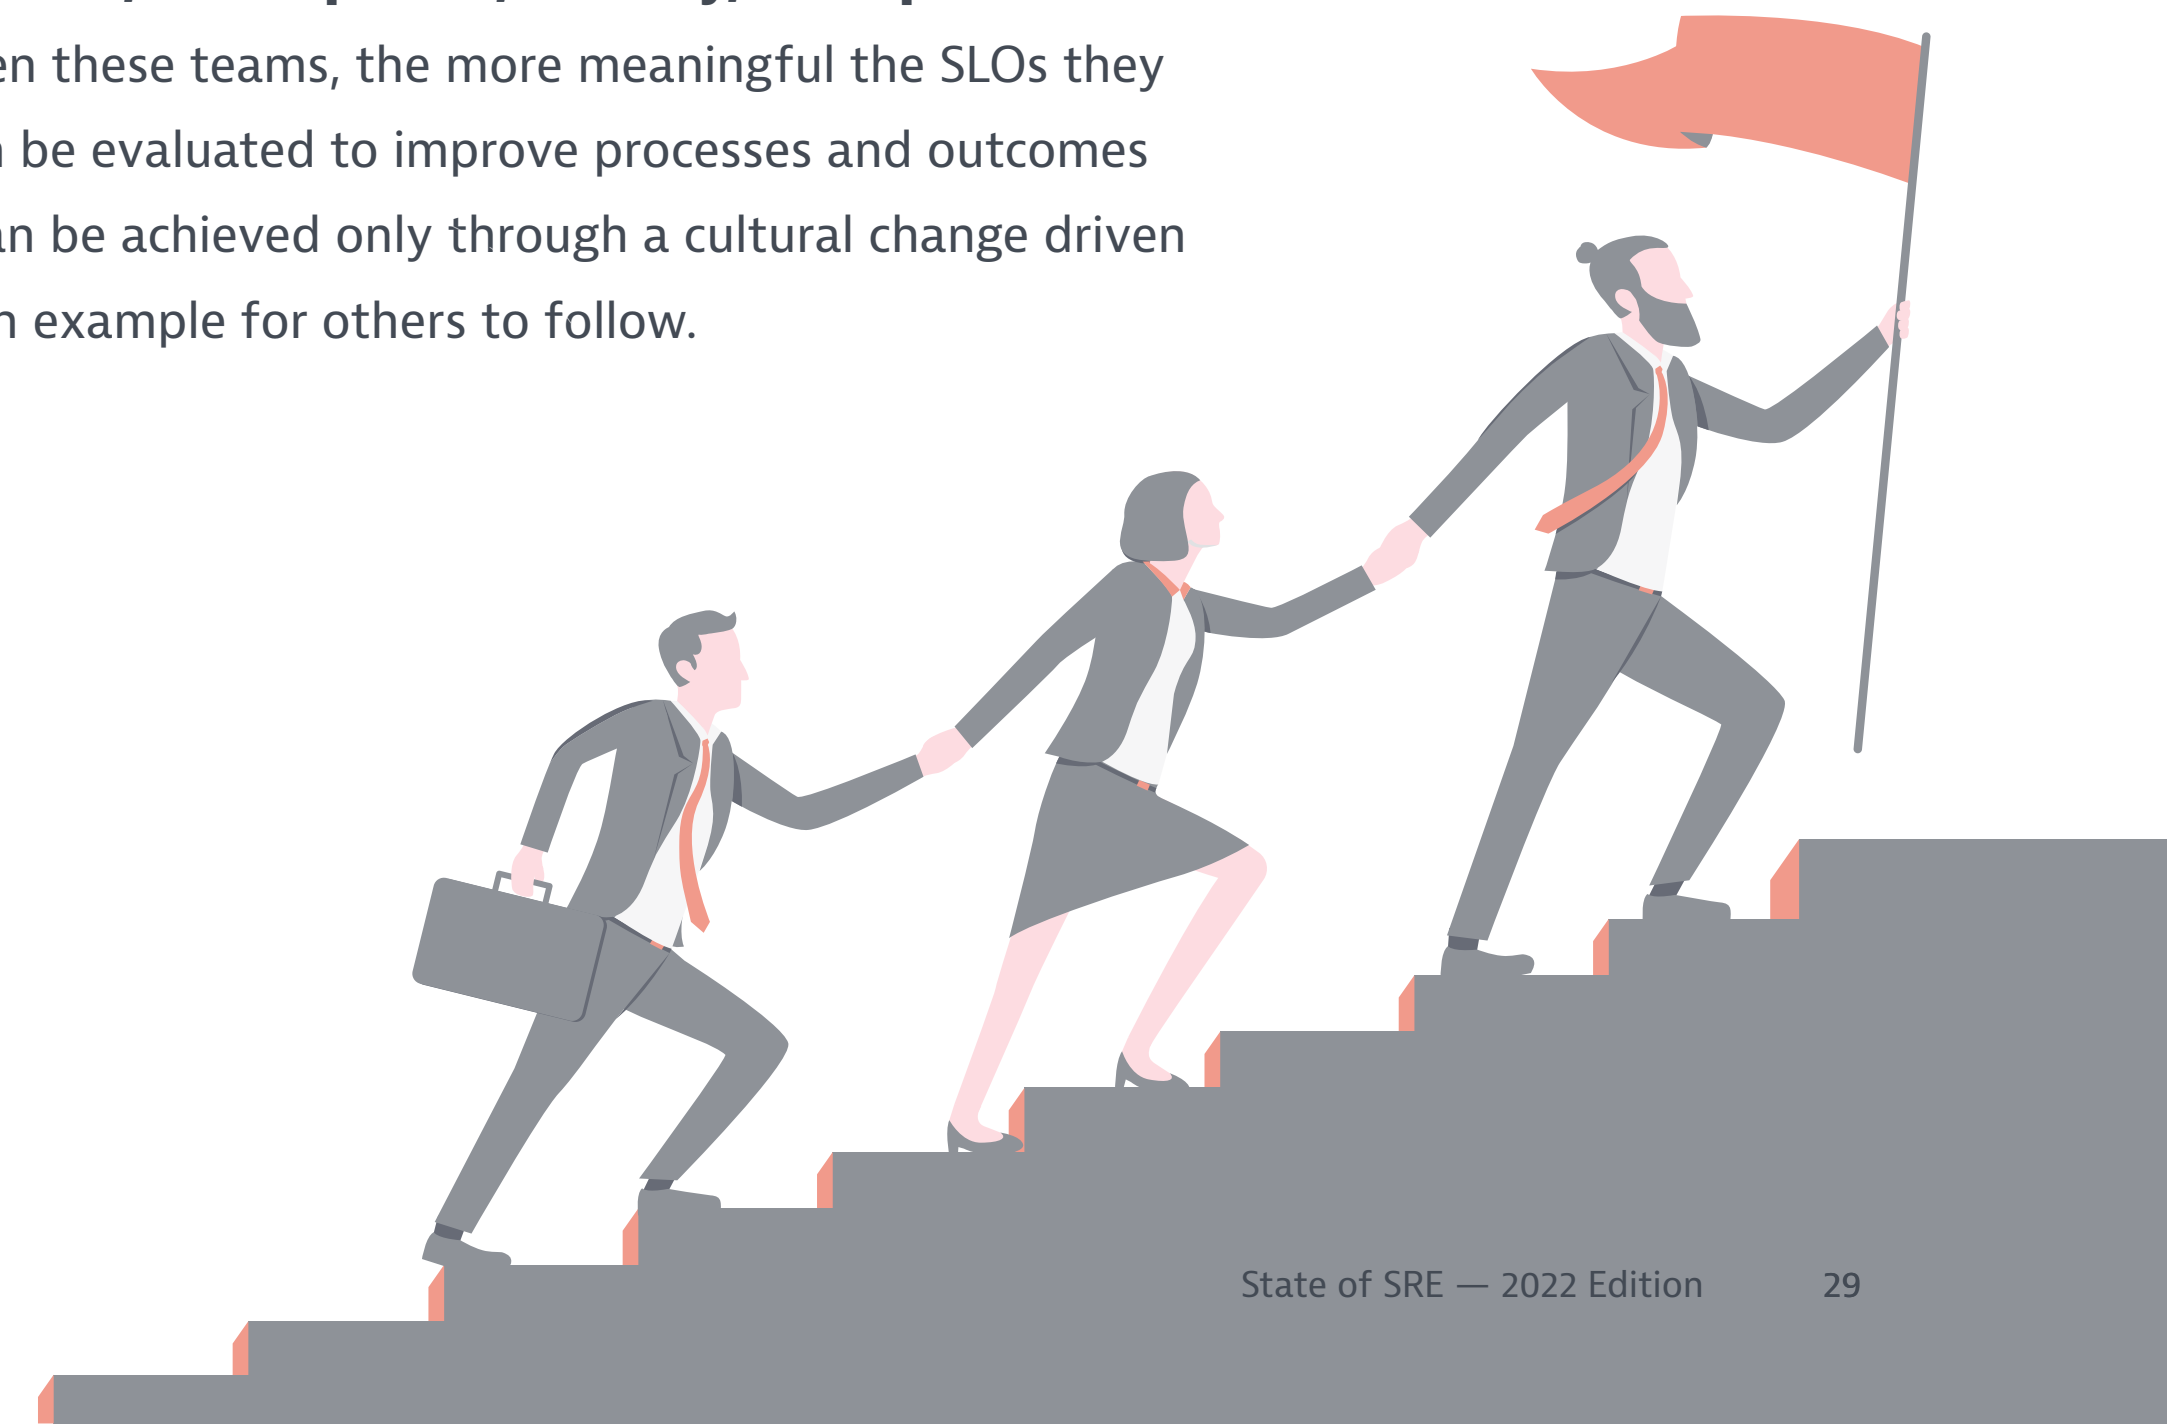 these teams, the more meaningful the SLOs they
be evaluated to improve processes and outcomes
be achieved only through a cultural change driven
example for others to follow.
State of SRE — 2022 Edition 29